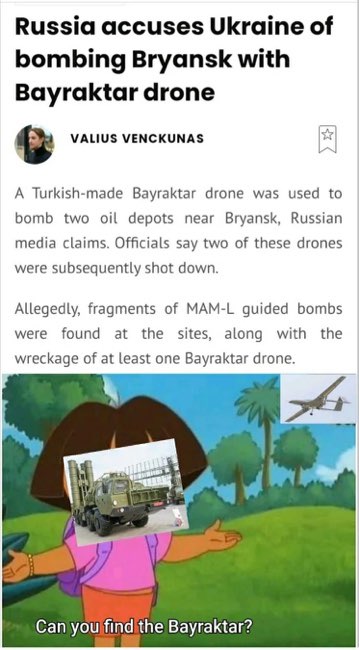 Russia accuses Ukraine of
bombing Bryansk with
Bayraktar drone
VALIUS VENCKUNAS
A Turkish-made Bayraktar drone was used to
bomb two oil depots near Bryansk, Russian
media claims. Officials say two of these drones
were subsequently shot down.
Allegedly, fragments of MAM-L guided bombs
were found at the sites, along with the
wreckage of at least one Bayraktar drone.
Can you find the Bayraktar?